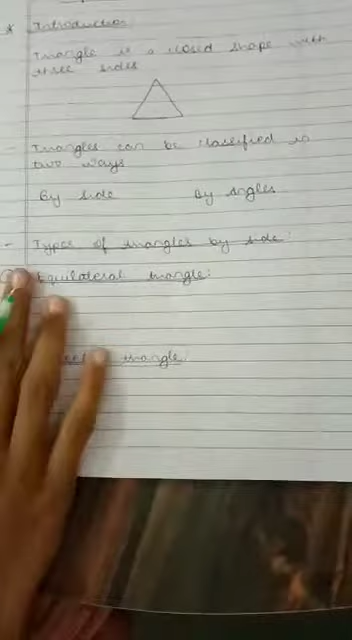 * Introduction
Triangle is a closed shape with
three sides
- Triangles can be classified in
two ways
By side By angles
- Types of triangles by side:
Equilateral triangle:
triangle: